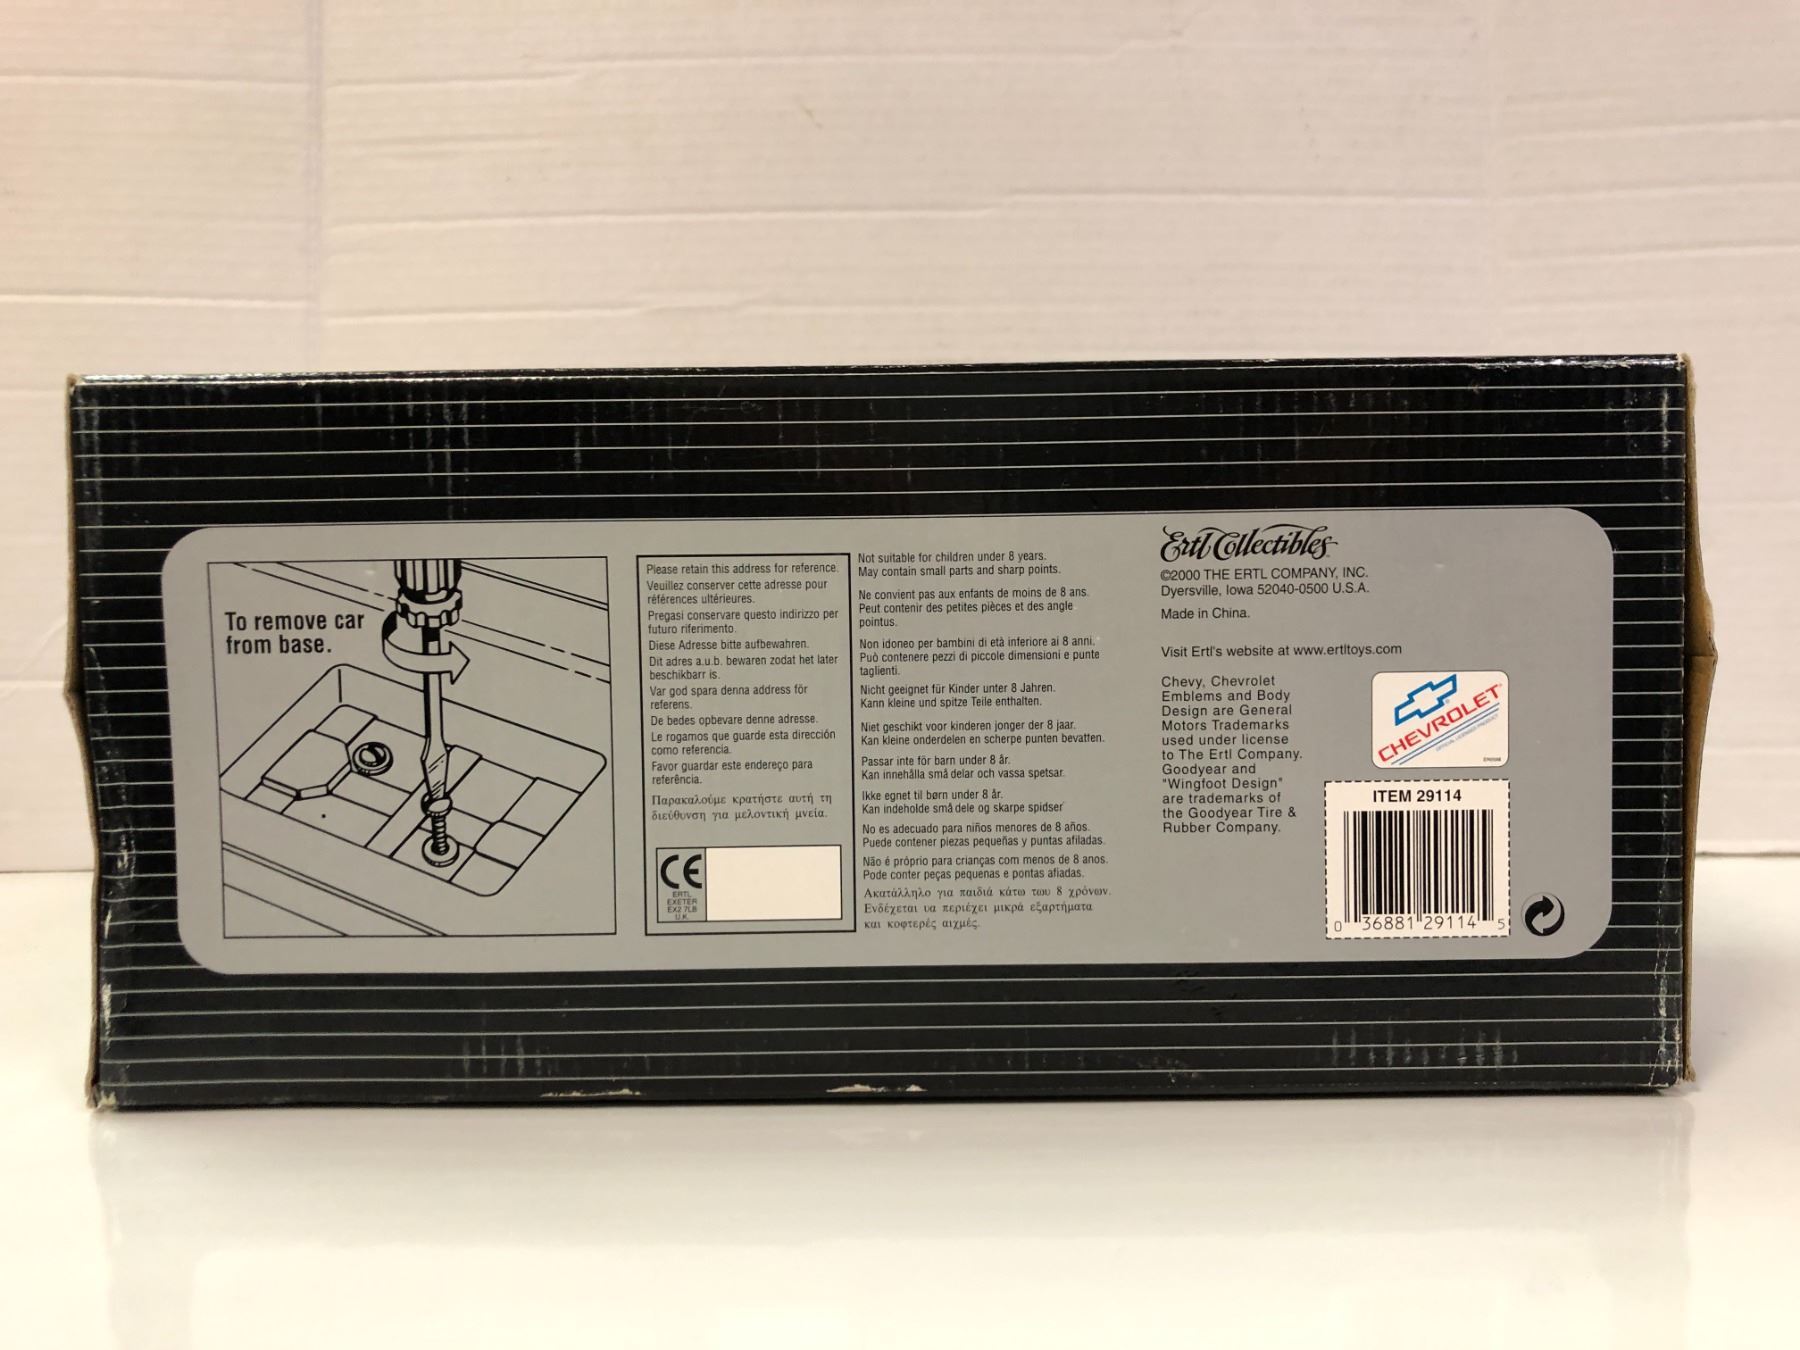 To remove car
from base.
Please retain this address for reference.
Veuillez conserver cette adresse pour
références ultérieures.
Pregasi conservare questo indirizzo per
futuro riferimento.
Diese Adresse bitte aufbewahren.
Dit adres a.u.b. bewaren zodat het later
beschikbarr is.
Var god spara denna address för
referens.
De bedes opbevare denne adresse.
Le rogamos que guarde esta dirección
como referencia.
Favor guardar este endereço para
referência.
Παρακαλούμε κρατήστε αυτή τη
διεύθυνση για μελοντική μνεία.
CE
ERTL
EXETER
EX2 7LB
U.K.
Not suitable for children under 8 years.
May contain small parts and sharp points.
Ne convient pas aux enfants de moins de 8 ans.
Peut contenir des petites pièces et des angle
pointus.
Non idoneo per bambini di età inferiore ai 8 anni.
Può contenere pezzi di piccole dimensioni e punte
taglienti.
Nicht geeignet für Kinder unter 8 Jahren.
Kann kleine und spitze Teile enthalten.
Niet geschikt voor kinderen jonger der 8 jaar.
Kan kleine onderdelen en scherpe punten bevatten.
Passar inte för barn under 8 år.
Kan innehålla små delar och vassa spetsar.
Ikke egnet til børn under 8 år.
Kan indeholde små dele og skarpe spidser
No es adecuado para niños menores de 8 años.
Puede contener piezas pequeñas y puntas afiladas.
Não é próprio para crianças com menos de 8 anos.
Pode conter peças pequenas e pontas afiadas.
Ακατάλληλο για παιδιά κάτω των 8 χρόνων.
Ενδέχεται να περιέχει μικρά εξαρτήματα
και κοφτερές αιχμές.
Ertl Collectibles
©2000 THE ERTL COMPANY, INC.
Dyersville, Iowa 52040-0500 U.S.A.
Made in China.
Visit Ertl's website at www.ertltoys.com
Chevy, Chevrolet
Emblems and Body
Design are General
Motors Trademarks
used under license
to The Ertl Company.
Goodyear and
"Wingfoot Design"
are trademarks of
the Goodyear Tire &
Rubber Company.
CHEVROLET
OFFICIAL LICENSED PRODUCT
ITEM 29114
0 36881 29114 5